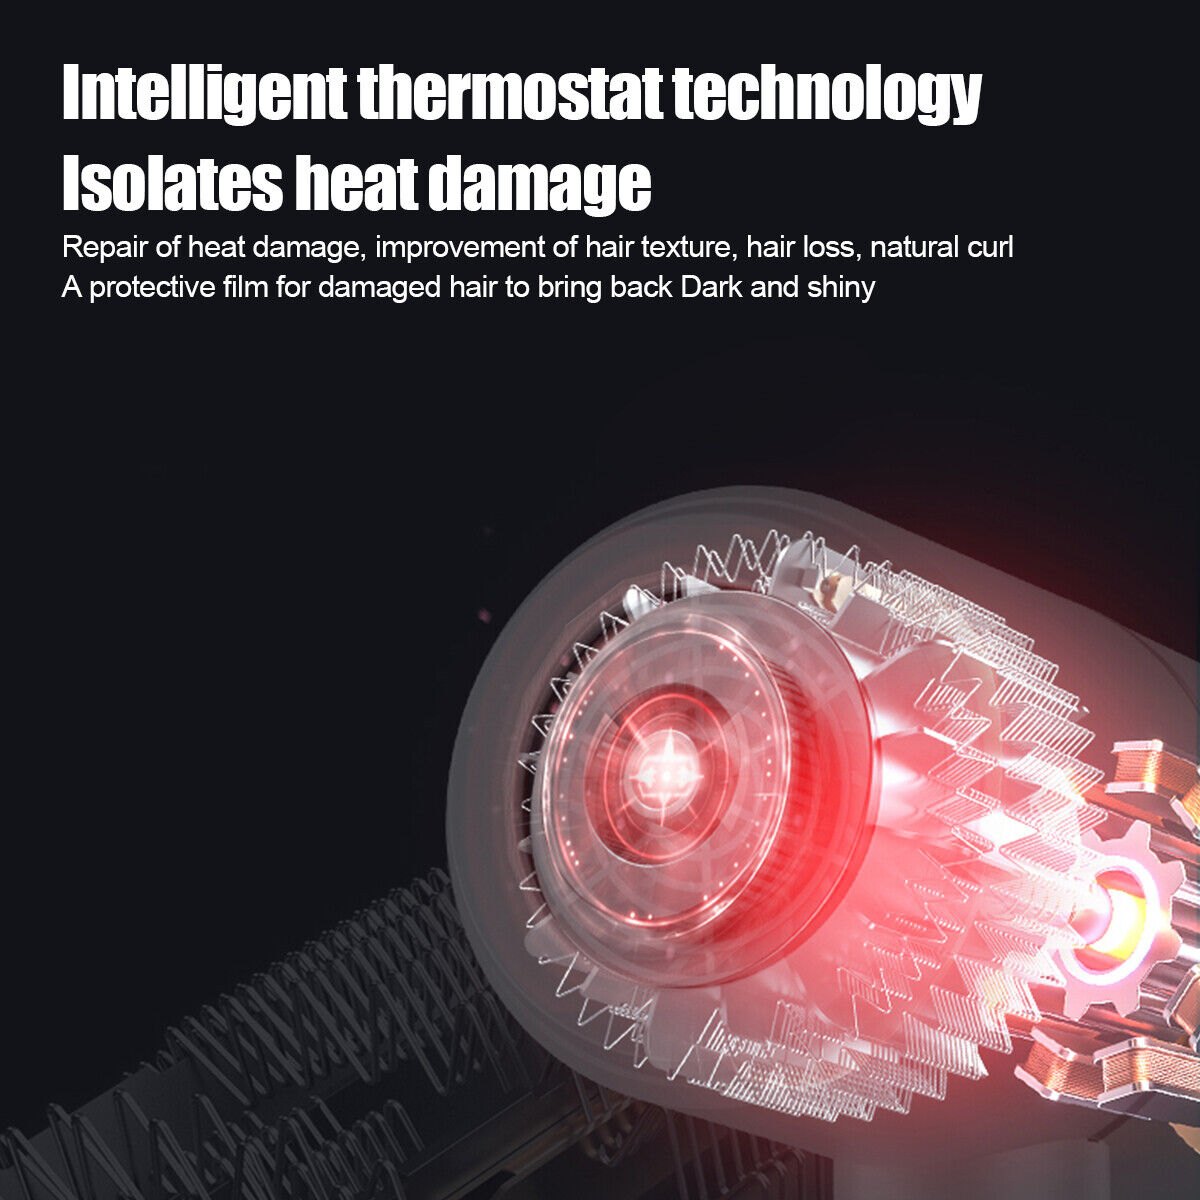 Intelligent thermostat technology
Isolates heat damage
Repair of heat damage, improvement of hair texture, hair loss, natural curl
A protective film for damaged hair to bring back Dark and shiny